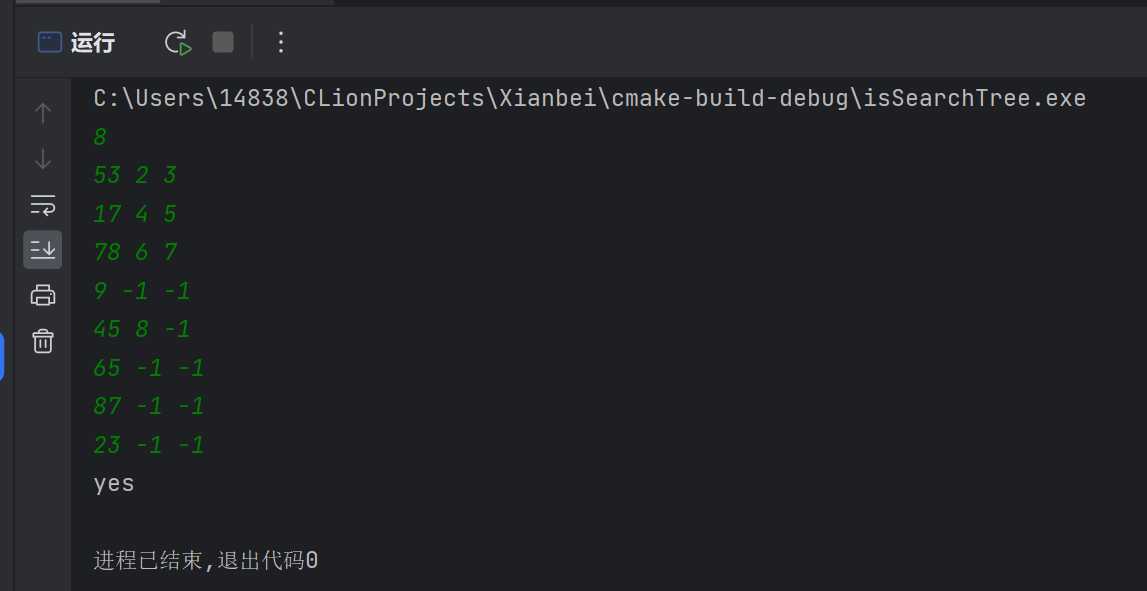 运行
C:\Users\14838\CLionProjects\Xianbei\cmake-build-debug\isSearchTree.exe
8
53 2 3
17 4 5
78 6 7
9 -1 -1
45 8 -1
65 -1 -1
87 -1 -1
23 -1 -1
yes
进程已结束,退出代码0